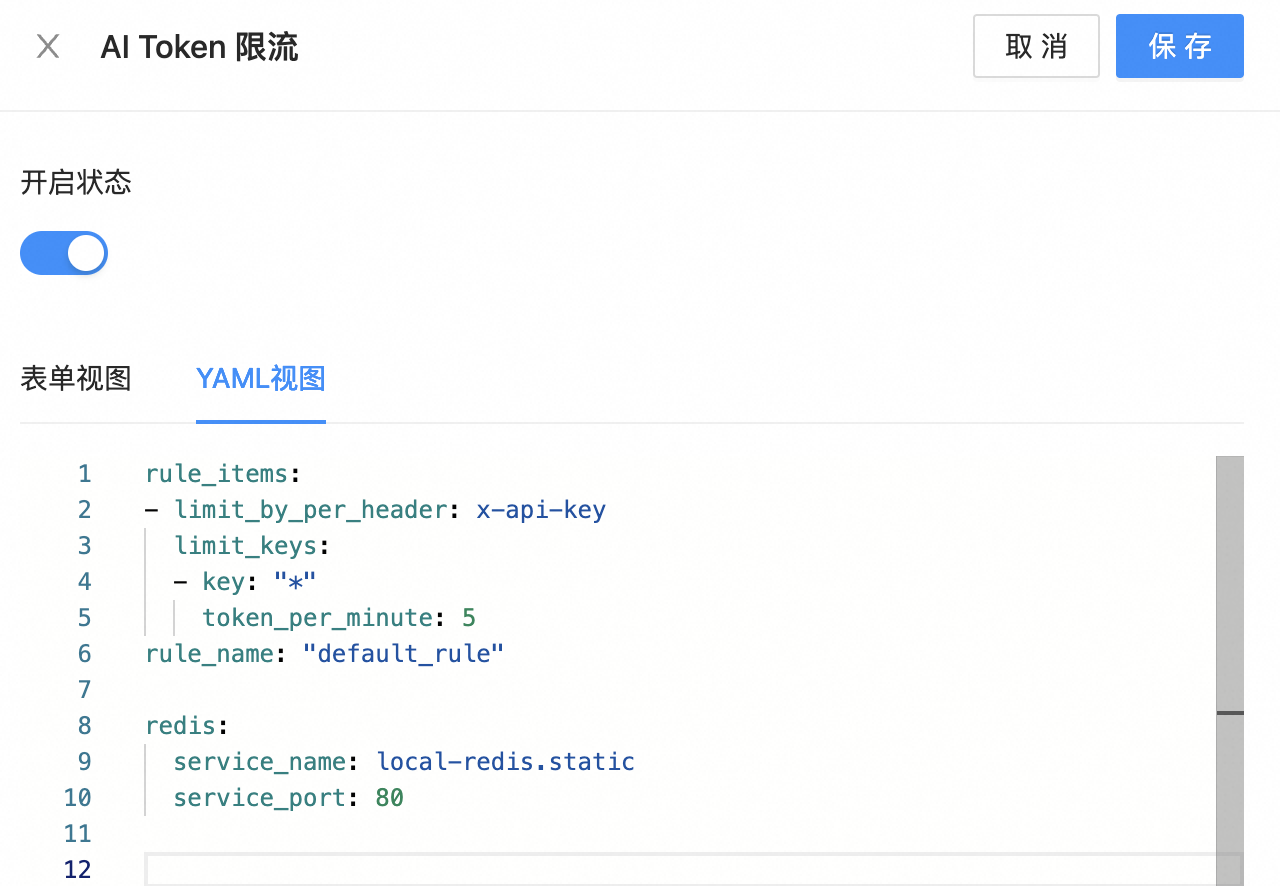 AI Token 限流
取 消
保 存
开启状态
表单视图
YAML视图
1 rule_items:
2 - limit_by_per_header: x-api-key
3 limit_keys:
4 - key: "*"
5 token_per_minute: 5
6 rule_name: "default_rule"
7
8 redis:
9 service_name: local-redis.static
10 service_port: 80
11
12